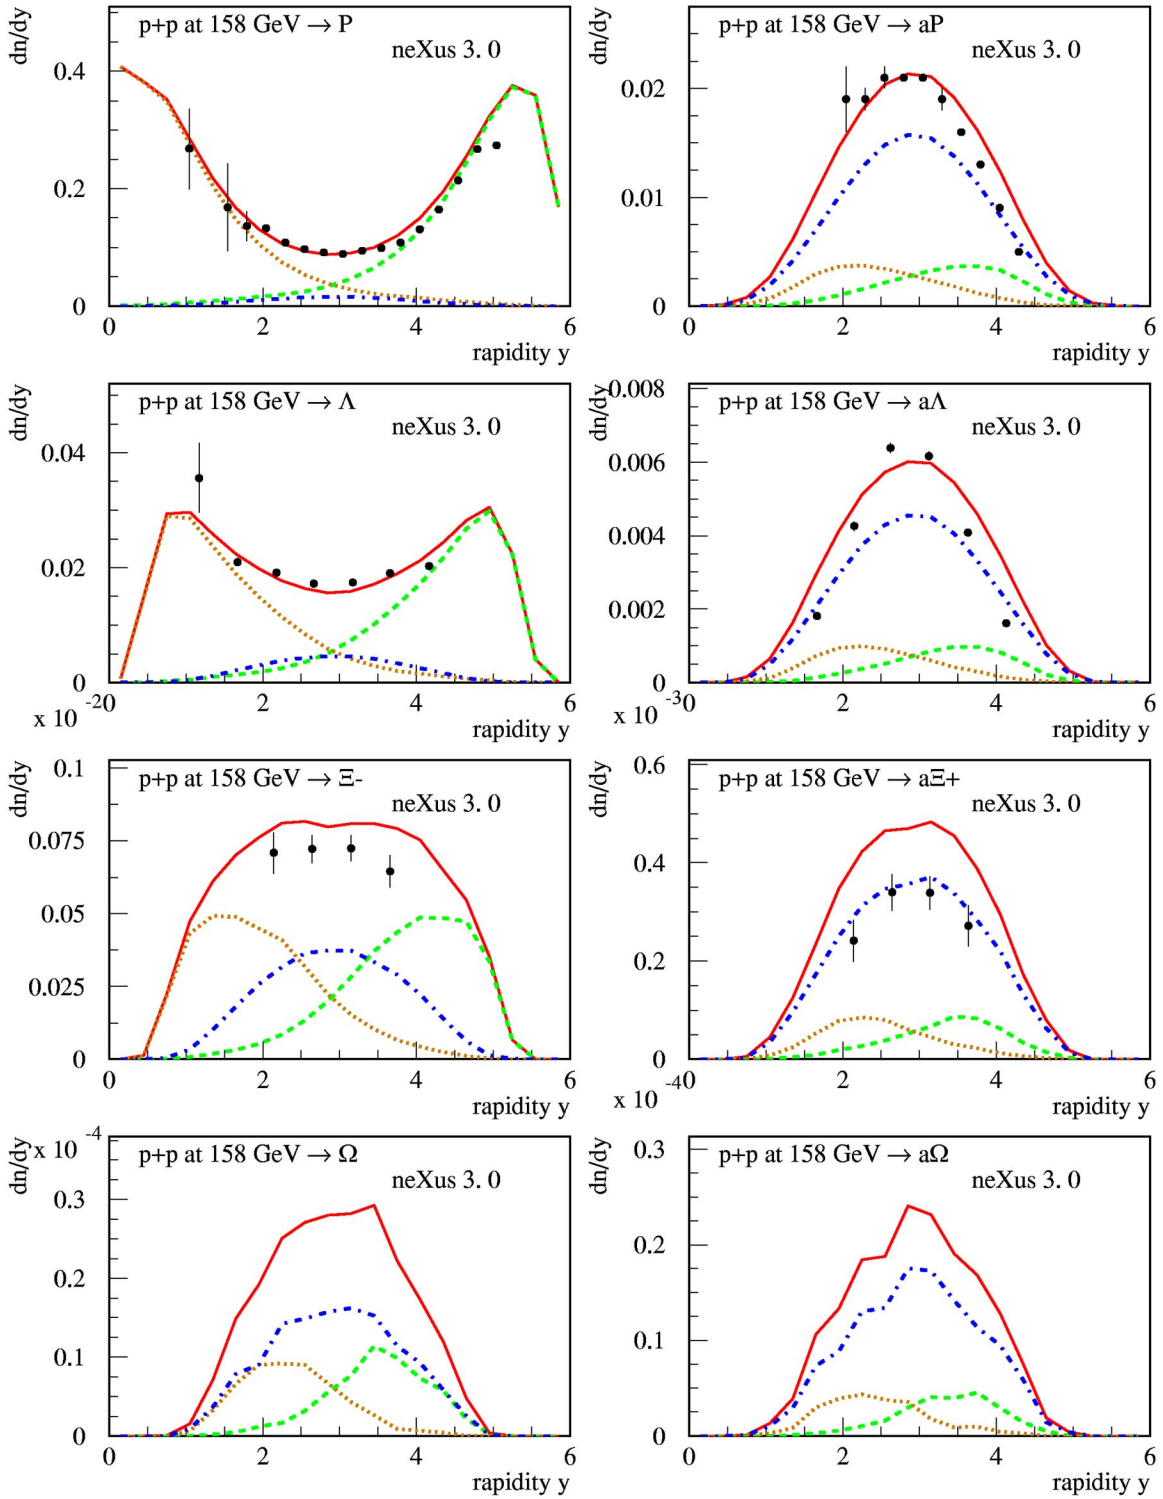 dn/dy
p+p at 158 GeV → P
neXus 3.0
0.4
0.2
0
0 2 4 6
rapidity y
dn/dy
p+p at 158 GeV → aP
neXus 3.0
0.02
0.01
0
0 2 4 6
rapidity y
dn/dy
p+p at 158 GeV → Λ
neXus 3.0
0.04
0.02
0
0 2 4 6
rapidity y
dn/dy
p+p at 158 GeV → aΛ
neXus 3.0
0.008
0.006
0.004
0.002
0
0 2 4 6
rapidity y
x 10 -2
dn/dy
p+p at 158 GeV → Ξ-
neXus 3.0
0.1
0.075
0.05
0.025
0
0 2 4 6
rapidity y
x 10 -3
dn/dy
p+p at 158 GeV → aΞ+
neXus 3.0
0.6
0.4
0.2
0
0 2 4 6
rapidity y
x 10 -4
dn/dy
p+p at 158 GeV → Ω
neXus 3.0
0.3
0.2
0.1
0
0 2 4 6
rapidity y
x 10 -4
dn/dy
p+p at 158 GeV → aΩ
neXus 3.0
0.3
0.2
0.1
0
0 2 4 6
rapidity y